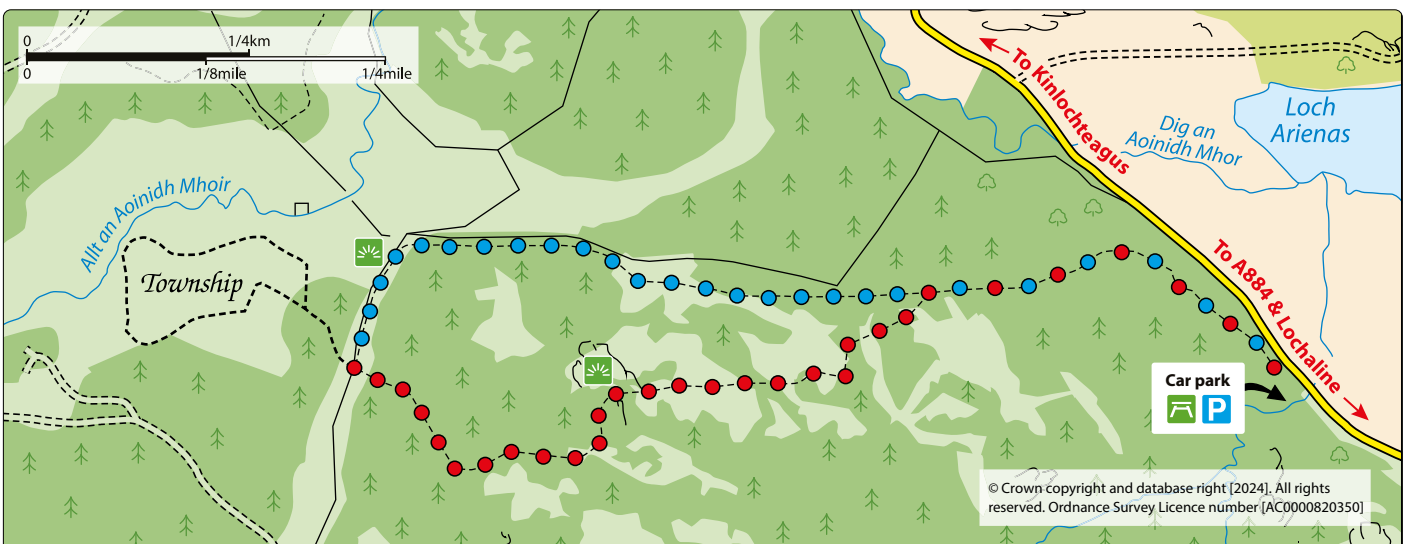 0 1/4km
0 1/8mile 1/4mile
To Kinlochteagus
Loch
Arienas
Dig an
Aoinidh Mhor
Allt an Aoinidh Mhoir
Township
To A884 & Lochaline
Car park
P
© Crown copyright and database right [2024]. All rights
reserved. Ordnance Survey Licence number [AC0000820350]